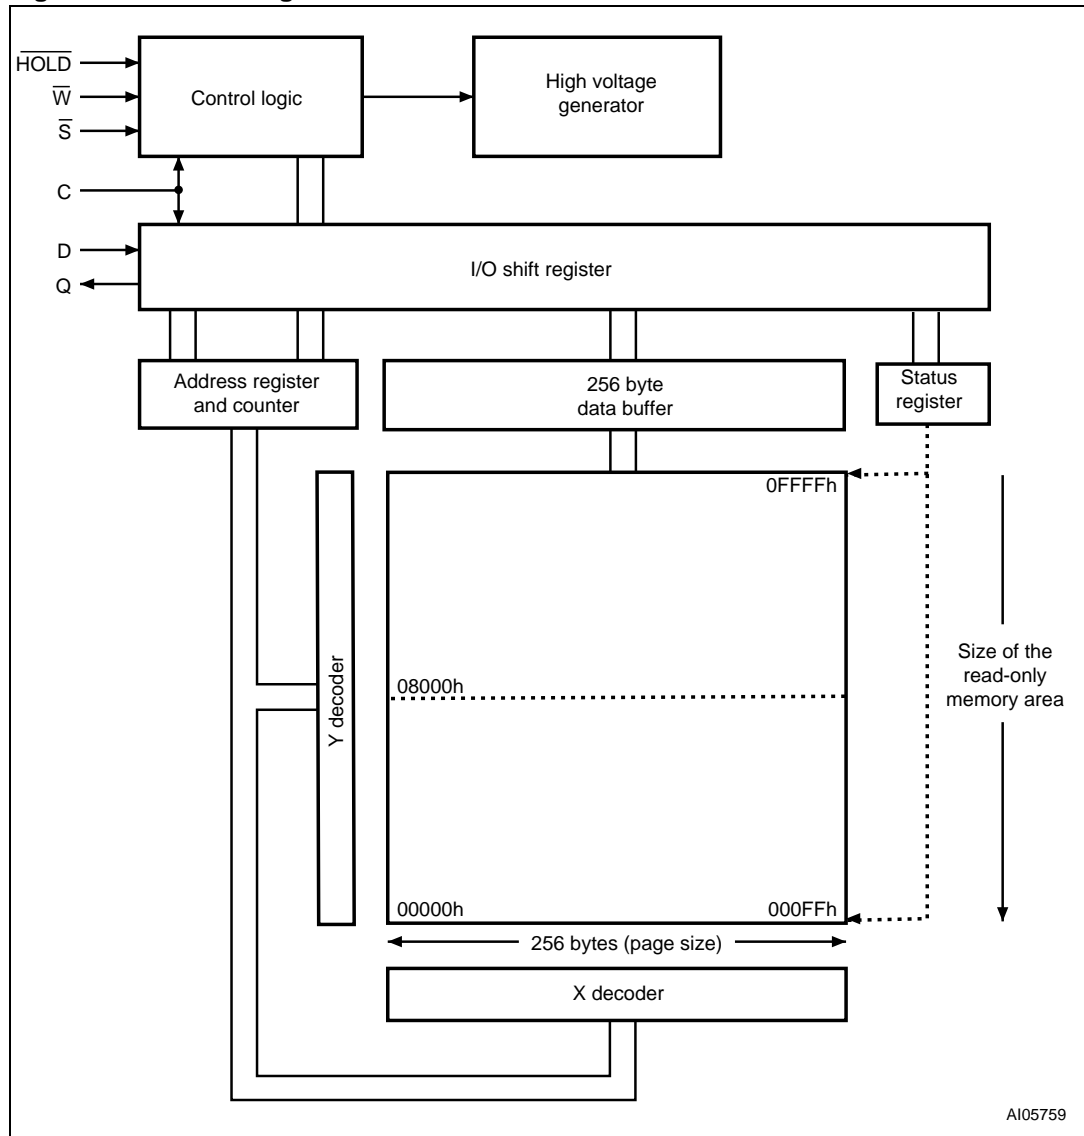 HOLD
W
S
C
D
Q
Control logic
High voltage
generator
I/O shift register
Address register
and counter
256 byte
data buffer
Status
register
0FFFFh
Y decoder
08000h
Size of the
read-only
memory area
00000h
000FFh
256 bytes (page size)
X decoder
AI05759